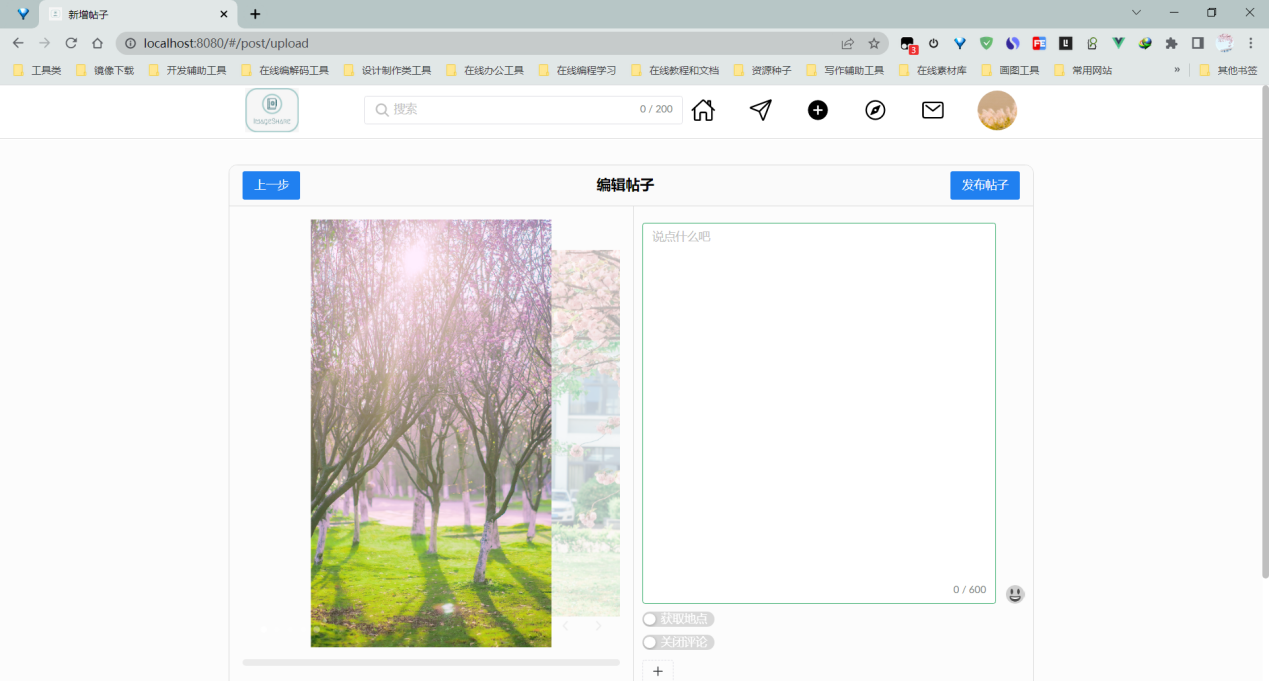 新增帖子
localhost:8080/#/post/upload
3
工具类 镜像下载 开发辅助工具 在线编解码工具 设计制作类工具 在线办公工具 在线编程学习 在线教程和文档 资源种子 写作辅助工具 在线素材库 画图工具 常用网站 » 其他书签
ImageShare
搜索 0 / 200
上一步 编辑帖子 发布帖子
说点什么吧
0 / 600
获取地点
关闭评论